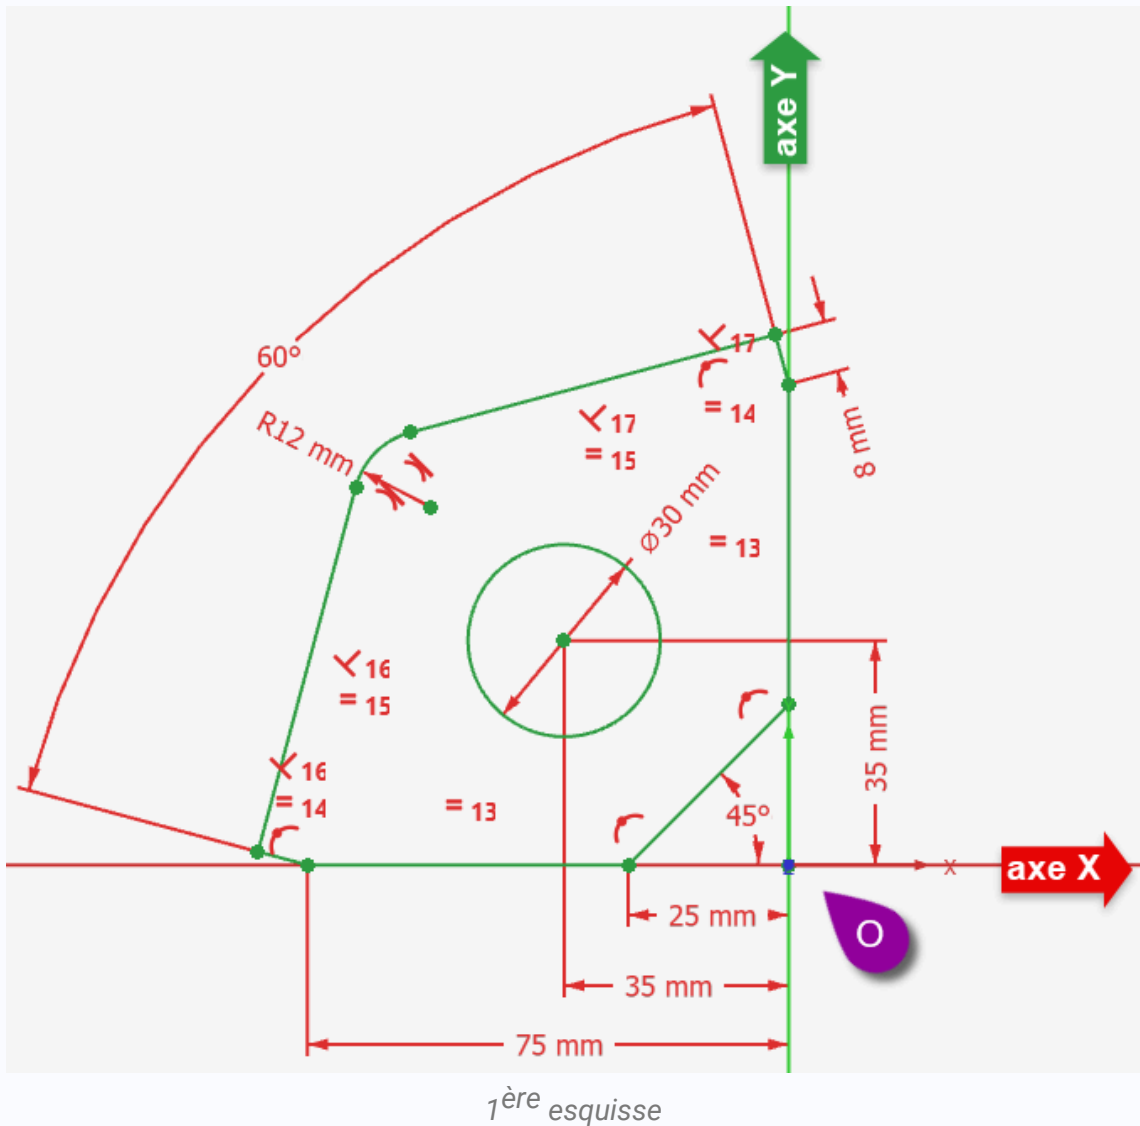 axe Y
60°
17
R12 mm
= 14
17
= 15
8 mm
⌀30 mm
= 13
16
= 15
35 mm
16
= 14
= 13
45°
x
axe X
25 mm
O
35 mm
75 mm
1ère esquisse